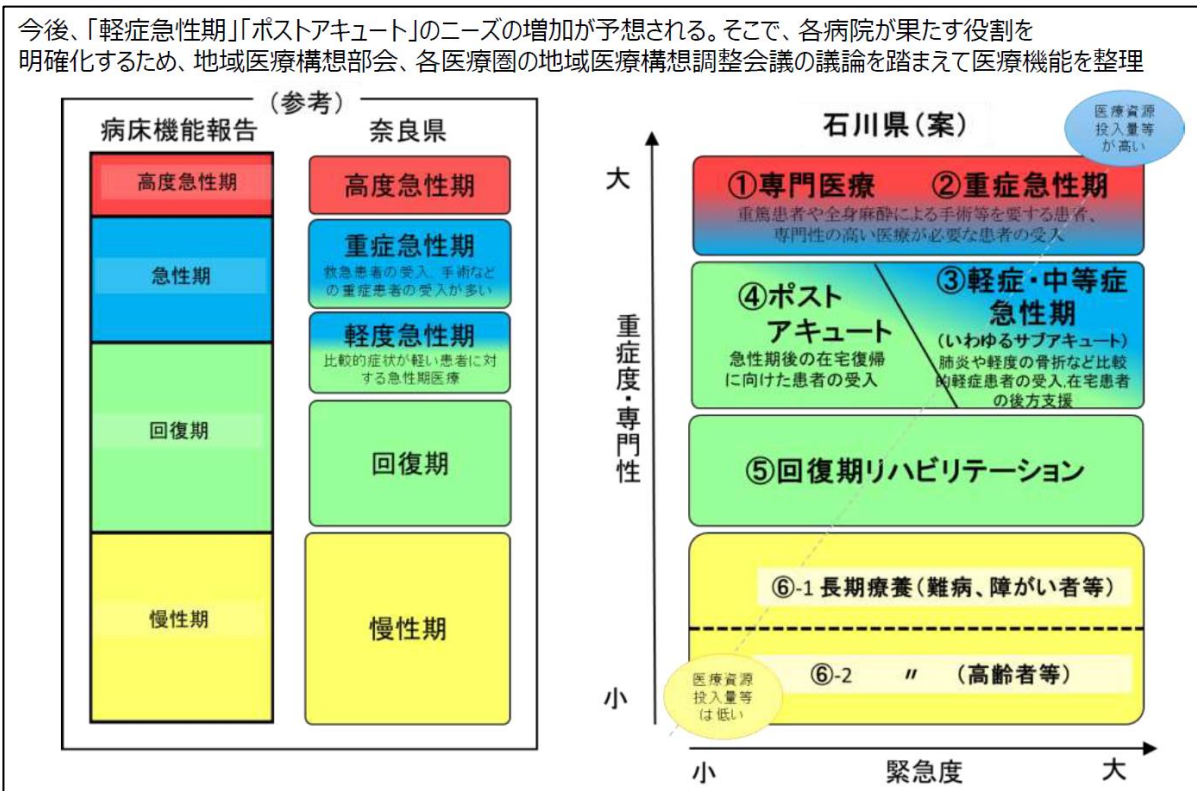 今後、「軽症急性期」「ポストアキュート」のニーズの増加が予想される。そこで、各病院が果たす役割を
明確化するため、地域医療構想部会、各医療圏の地域医療構想調整会議の議論を踏まえて医療機能を整理
(参考)
病床機能報告
高度急性期
急性期
回復期
慢性期
奈良県
高度急性期
重症急性期
救急患者の受入、手術など
の重症患者の受入が多い
軽度急性期
比較的症状が軽い患者に対
する急性期医療
回復期
慢性期
石川県(案)
医療資源
投入量等
が高い
大
重症度・専門性
小
①専門医療 ②重症急性期
重篤患者や全身麻酔による手術等を要する患者、
専門性の高い医療が必要な患者の受入
④ポスト
アキュート
急性期後の在宅復帰
に向けた患者の受入
③軽症・中等症
急性期
(いわゆるサブアキュート)
肺炎や軽度の骨折など比較
的軽症患者の受入,在宅患者
の後方支援
⑤回復期リハビリテーション
⑥-1 長期療養(難病、障がい者等)
⑥-2 〃 (高齢者等)
医療資源
投入量等
は低い
小
緊急度
大